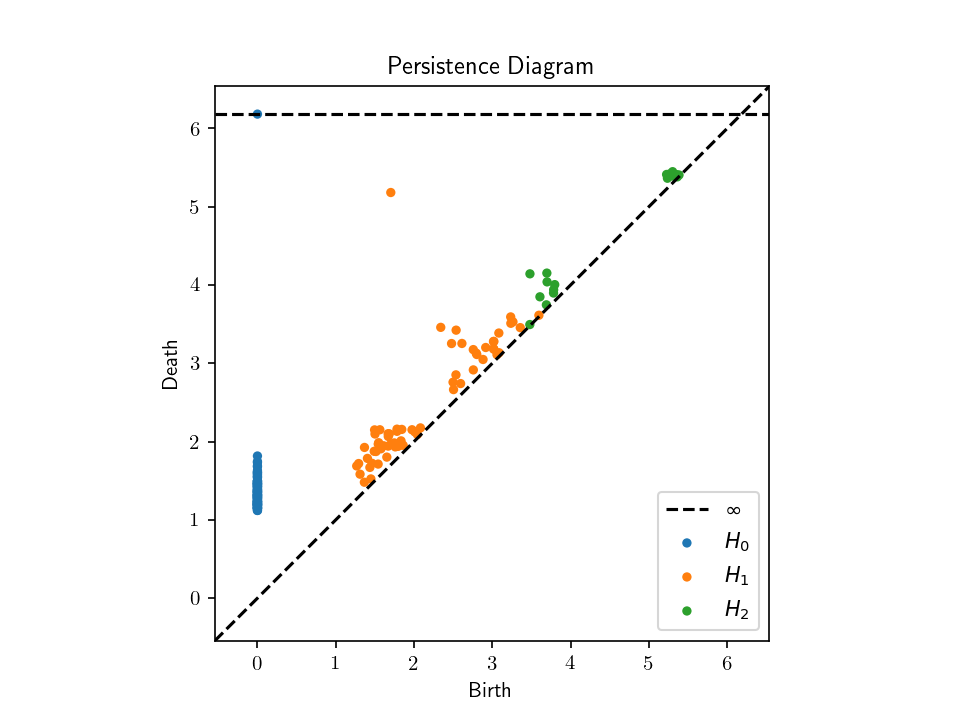 Persistence Diagram
Death
6
5
4
3
2
1
0
0 1 2 3 4 5 6
Birth
∞
H₀
H₁
H₂